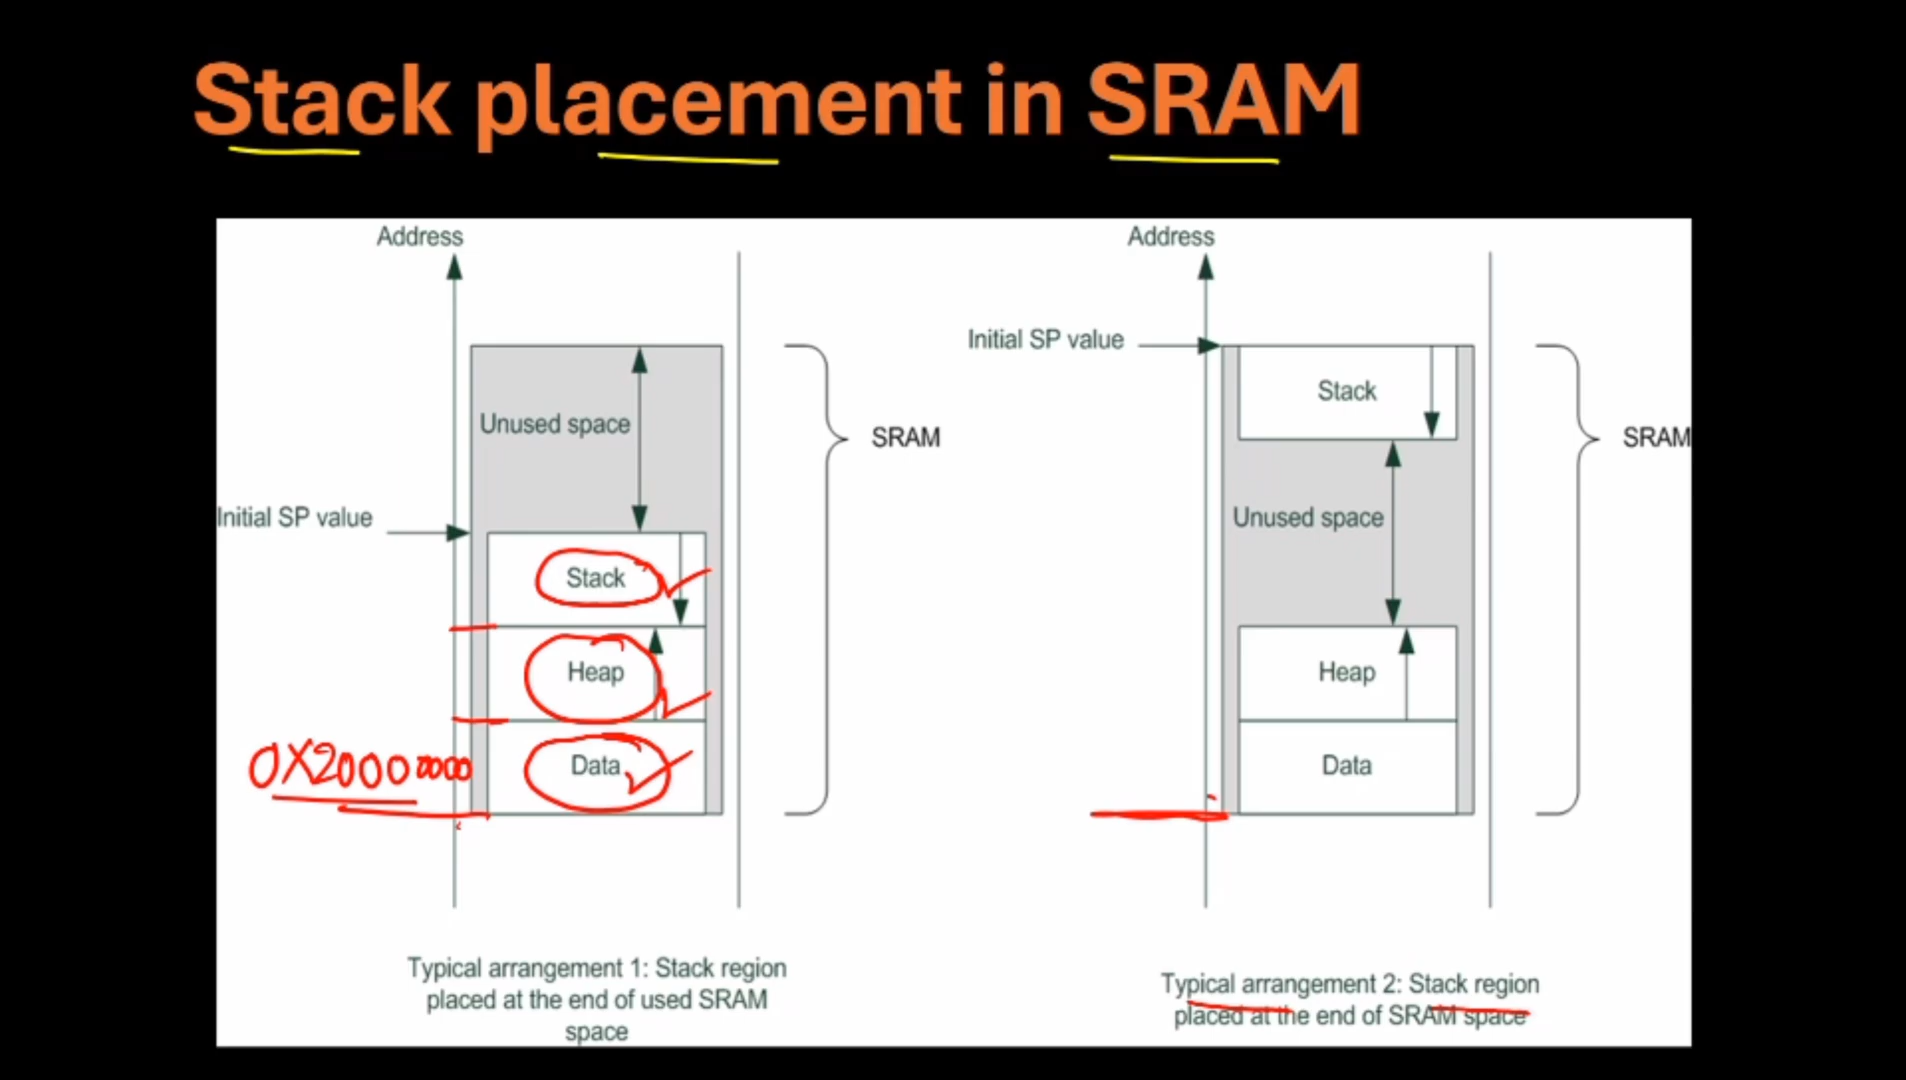 Stack placement in SRAM
Address
Address
Initial SP value
Stack
Unused space
SRAM
SRAM
Initial SP value
Unused space
Stack
Heap
Heap
0X20000000
Data
Data
Typical arrangement 1: Stack region
placed at the end of used SRAM
space
Typical arrangement 2: Stack region
placed at the end of SRAM space